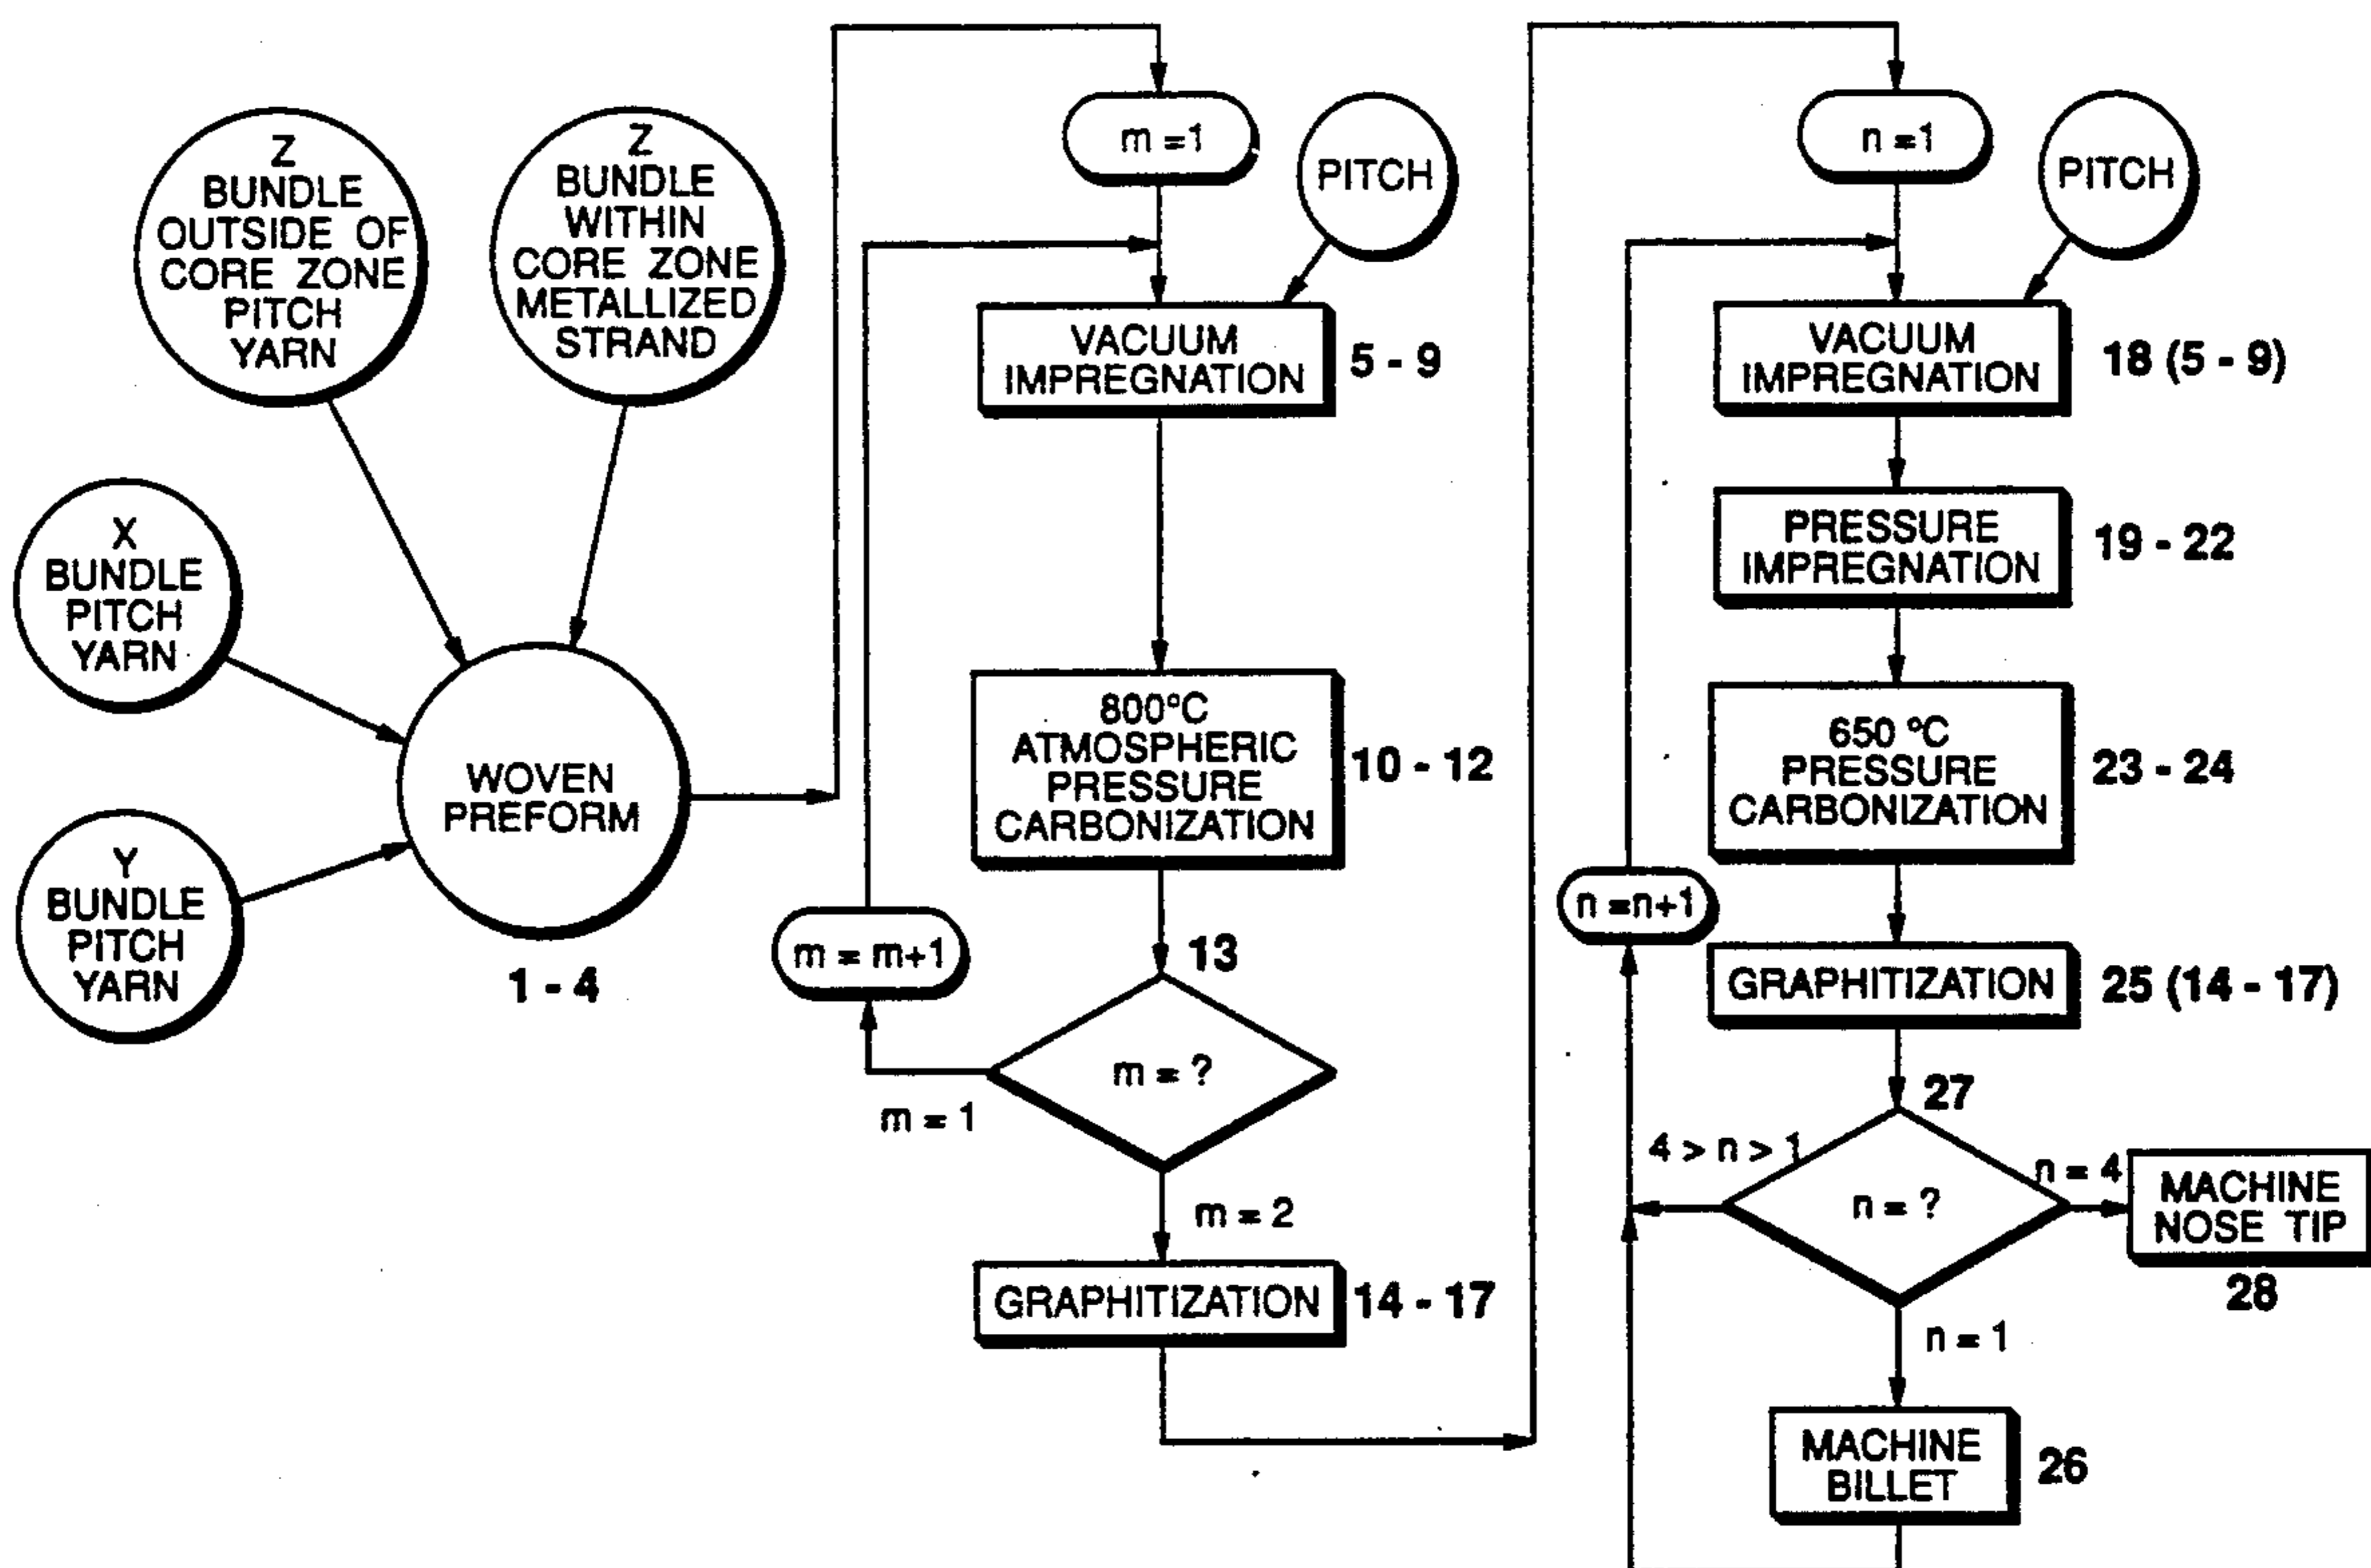 Z
BUNDLE
OUTSIDE OF
CORE ZONE
PITCH
YARN
Z
BUNDLE
WITHIN
CORE ZONE
METALLIZED
STRAND
X
BUNDLE
PITCH
YARN
Y
BUNDLE
PITCH
YARN
WOVEN
PREFORM
1 - 4
m = 1
PITCH
VACUUM
IMPREGNATION
5 - 9
800°C
ATMOSPHERIC
PRESSURE
CARBONIZATION
10 - 12
m = m+1
13
m = ?
m = 1
m = 2
GRAPHITIZATION
14 - 17
n = 1
PITCH
VACUUM
IMPREGNATION
18 (5 - 9)
PRESSURE
IMPREGNATION
19 - 22
650 °C
PRESSURE
CARBONIZATION
23 - 24
n = n+1
GRAPHITIZATION
25 (14 - 17)
27
4 > n > 1
n = ?
n = 4
MACHINE
NOSE TIP
28
n = 1
MACHINE
BILLET
26